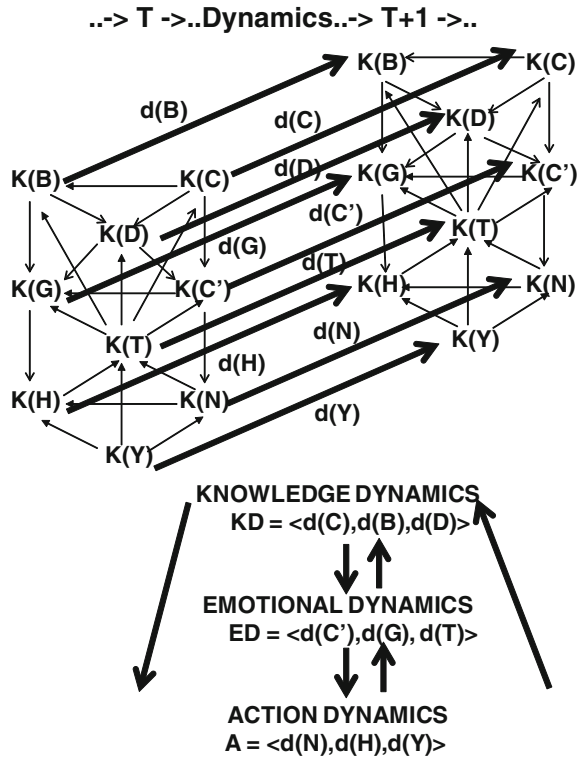 ..-> T ->..Dynamics..-> T+1 ->..
K(B) K(C)
d(B)
d(C)
K(D)
d(D)
K(B) K(C) K(G) K(C')
d(C')
K(D) K(T)
d(G)
d(T)
K(G) K(C') K(H) K(N)
d(N)
K(T) K(Y)
d(H)
K(H) K(N)
d(Y)
K(Y)
KNOWLEDGE DYNAMICS
KD = <d(C),d(B),d(D)>
EMOTIONAL DYNAMICS
ED = <d(C'),d(G), d(T)>
ACTION DYNAMICS
A = <d(N),d(H),d(Y)>